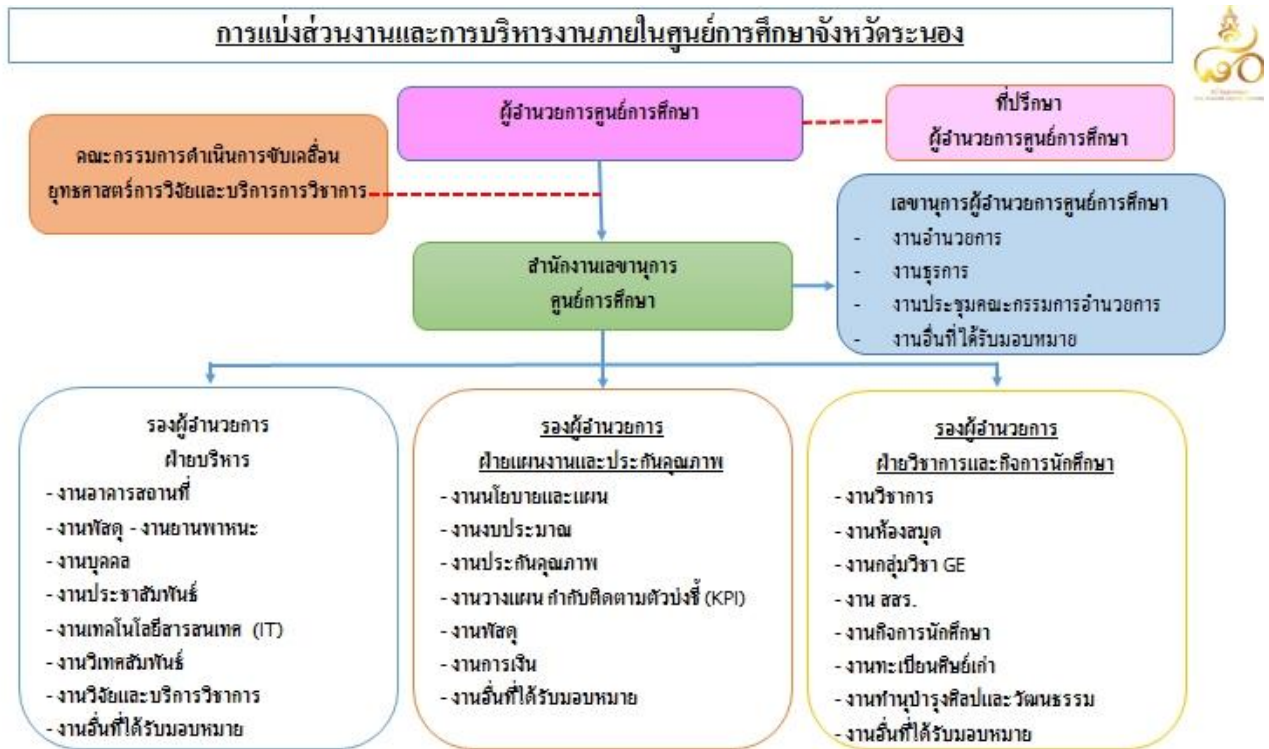 การแบ่งส่วนงานและการบริหารงานภายในศูนย์การศึกษาจังหวัดระนอง
ผู้อำนวยการศูนย์การศึกษา
ที่ปรึกษา
ผู้อำนวยการศูนย์การศึกษา
คณะกรรมการดำเนินการขับเคลื่อน
ยุทธศาสตร์การวิจัยและบริการการวิชาการ
เลขานุการผู้อำนวยการศูนย์การศึกษา
- งานอำนวยการ
- งานธุรการ
- งานประชุมคณะกรรมการอำนวยการ
- งานอื่นที่ได้รับมอบหมาย
สำนักงานเลขานุการ
ศูนย์การศึกษา
รองผู้อำนวยการ
ฝ่ายบริหาร
- งานอาคารสถานที่
- งานพัสดุ - งานยานพาหนะ
- งานบุคคล
- งานประชาสัมพันธ์
- งานเทคโนโลยีสารสนเทศ (IT)
- งานวิเทศสัมพันธ์
- งานวิจัยและบริการวิชาการ
- งานอื่นที่ได้รับมอบหมาย
รองผู้อำนวยการ
ฝ่ายแผนงานและประกันคุณภาพ
- งานนโยบายและแผน
- งานงบประมาณ
- งานประกันคุณภาพ
- งานวางแผน กำกับติดตามตัวบ่งชี้ (KPI)
- งานพัสดุ
- งานการเงิน
- งานอื่นที่ได้รับมอบหมาย
รองผู้อำนวยการ
ฝ่ายวิชาการและกิจการนักศึกษา
- งานวิชาการ
- งานห้องสมุด
- งานกลุ่มวิชา GE
- งาน สสร.
- งานกิจการนักศึกษา
- งานทะเบียนศิษย์เก่า
- งานทำนุบำรุงศิลปและวัฒนธรรม
- งานอื่นที่ได้รับมอบหมาย